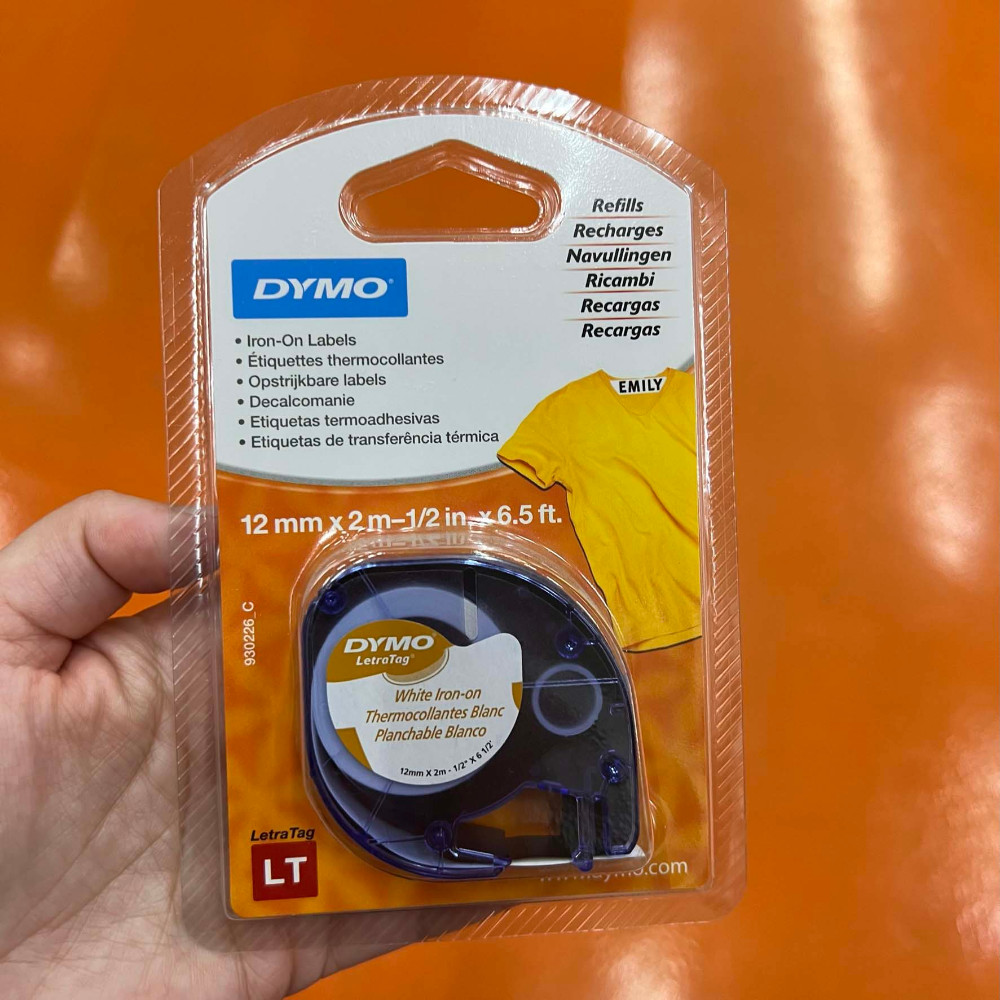 Refills
Recharges
Navullingen
Ricambi
Recargas
Recargas
DYMO
• Iron-On Labels
• Étiquettes thermocollantes
• Opstrijkbare labels
• Decalcomanie
• Etiquetas termoadhesivas
• Etiquetas de transferência térmica
EMILY
12 mm x 2 m–1/2 in. x 6.5 ft.
930226_C
DYMO
LetraTag
White Iron-on
Thermocollantes Blanc
Planchable Blanco
12mm X 2m - 1/2" X 6 1/2'
LetraTag
LT
.com